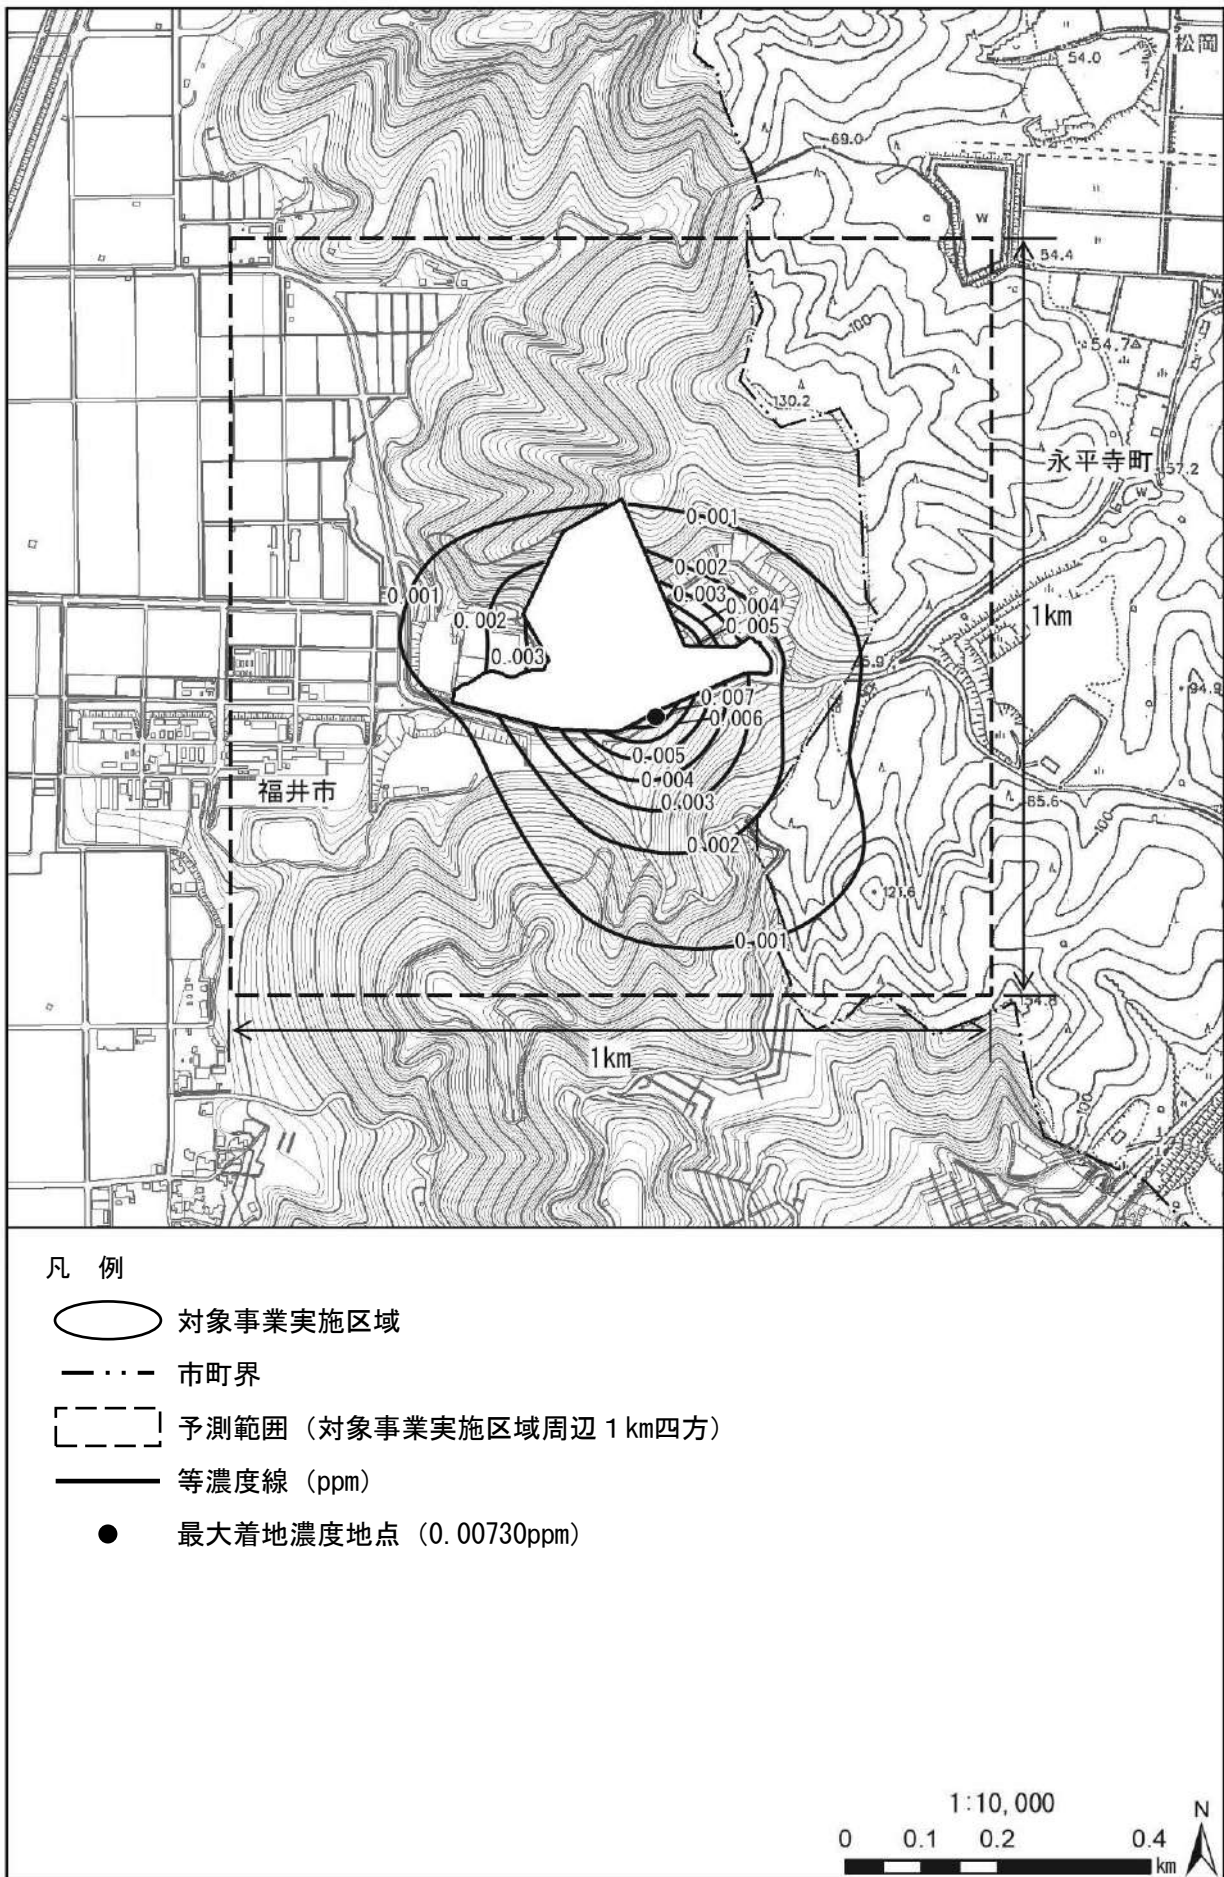 松岡
54.0
69.0
W
54.4
W
100
54.7
130.2
永平寺町
57.2
W
0.001
0.002
0.001
0.003
0.004
0.002
0.005
1km
0.003
94.9
0.007
0.006
0.005
福井市
0.004
65.6
0.003
100
0.002
0.001
1km
100
凡 例
対象事業実施区域
市町界
予測範囲（対象事業実施区域周辺１km四方）
等濃度線（ppm）
最大着地濃度地点（0.00730ppm）
1:10,000
N
0 0.1 0.2 0.4
km